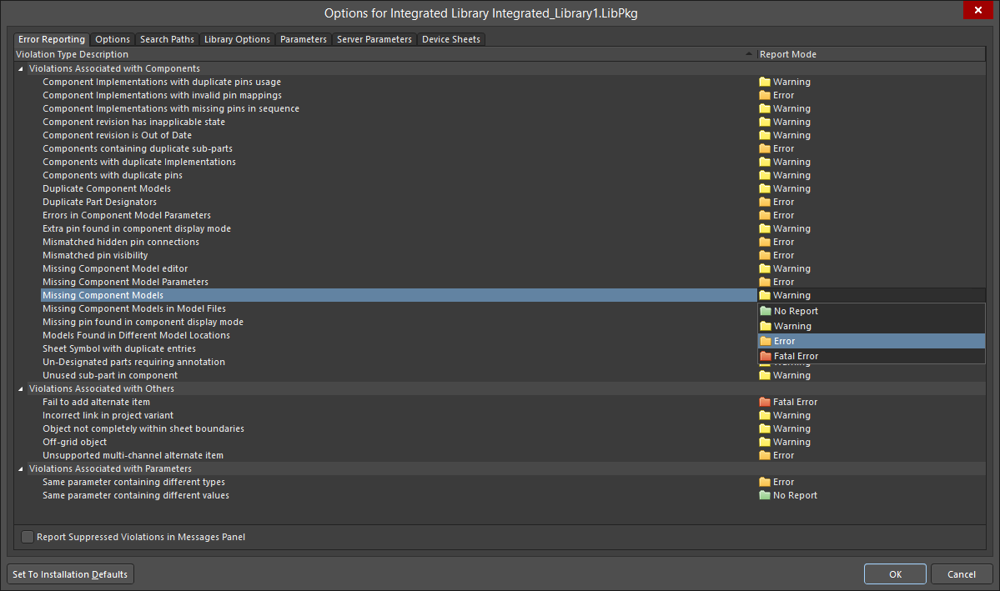 Options for Integrated Library Integrated_Library1.LibPkg
Error Reporting Options Search Paths Library Options Parameters Server Parameters Device Sheets
Violation Type Description Report Mode
Violations Associated with Components
Component Implementations with duplicate pins usage Warning
Component Implementations with invalid pin mappings Error
Component Implementations with missing pins in sequence Warning
Component revision has inapplicable state Warning
Component revision is Out of Date Warning
Components containing duplicate sub-parts Error
Components with duplicate Implementations Warning
Components with duplicate pins Warning
Duplicate Component Models Warning
Duplicate Part Designators Error
Errors in Component Model Parameters Error
Extra pin found in component display mode Warning
Mismatched hidden pin connections Error
Mismatched pin visibility Error
Missing Component Model editor Warning
Missing Component Model Parameters Error
Missing Component Models Warning
Missing Component Models in Model Files No Report
Missing pin found in component display mode Warning
Models Found in Different Model Locations Error
Sheet Symbol with duplicate entries Fatal Error
Un-Designated parts requiring annotation
Unused sub-part in component Warning
Violations Associated with Others
Fail to add alternate item Fatal Error
Incorrect link in project variant Warning
Object not completely within sheet boundaries Warning
Off-grid object Warning
Unsupported multi-channel alternate item Error
Violations Associated with Parameters
Same parameter containing different types Error
Same parameter containing different values No Report
Report Suppressed Violations in Messages Panel
Set To Installation Defaults OK Cancel